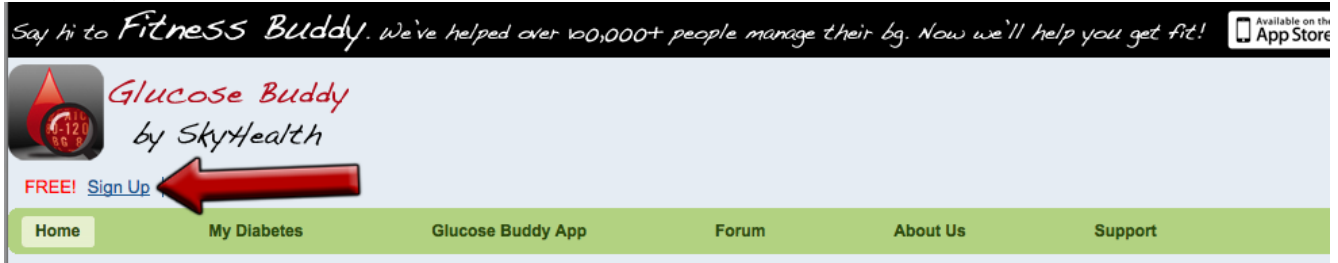 Say hi to Fitness Buddy. We've helped over 100,000+ people manage their bg. Now we'll help you get fit!
Available on the
App Store
Glucose Buddy
by SkyHealth
FREE! Sign Up
Home My Diabetes Glucose Buddy App Forum About Us Support